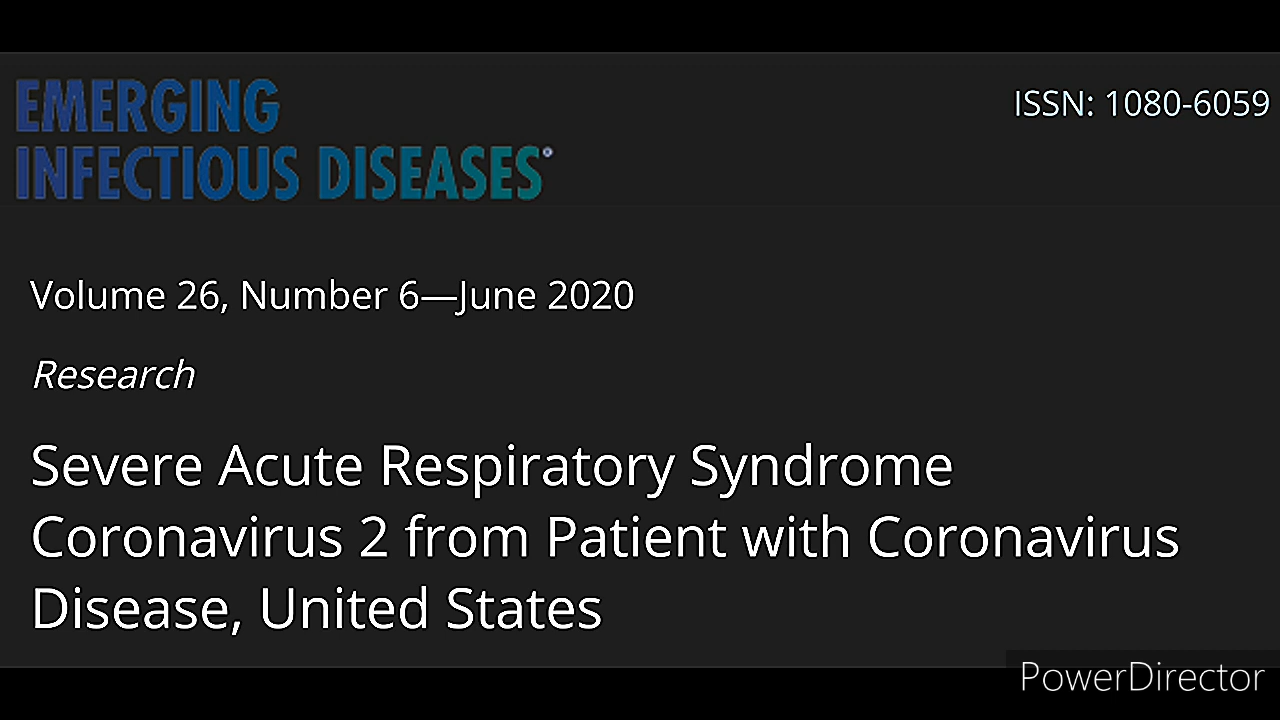 EMERGING
INFECTIOUS DISEASES®
ISSN: 1080-6059
Volume 26, Number 6—June 2020
Research
Severe Acute Respiratory Syndrome
Coronavirus 2 from Patient with Coronavirus
Disease, United States
PowerDirector